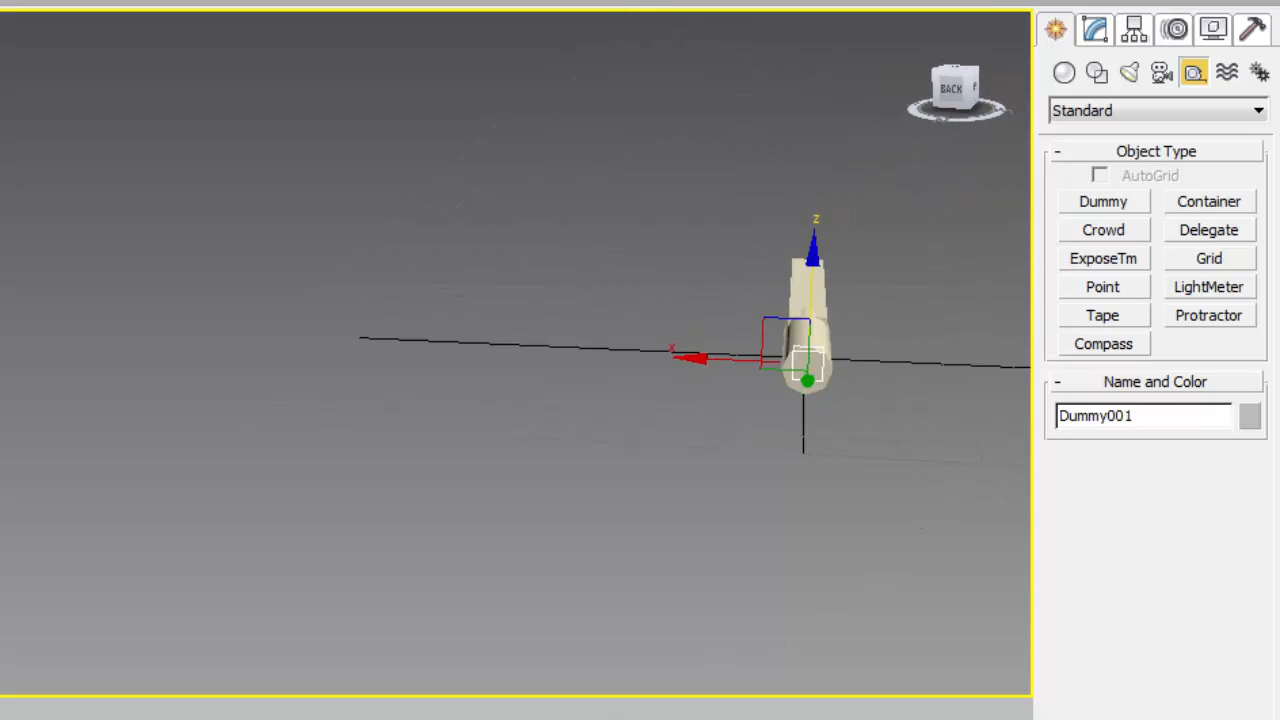 BACK
Standard
z
x
- Object Type
AutoGrid
Dummy Container
Crowd Delegate
ExposeTm Grid
Point LightMeter
Tape Protractor
Compass
- Name and Color
Dummy001